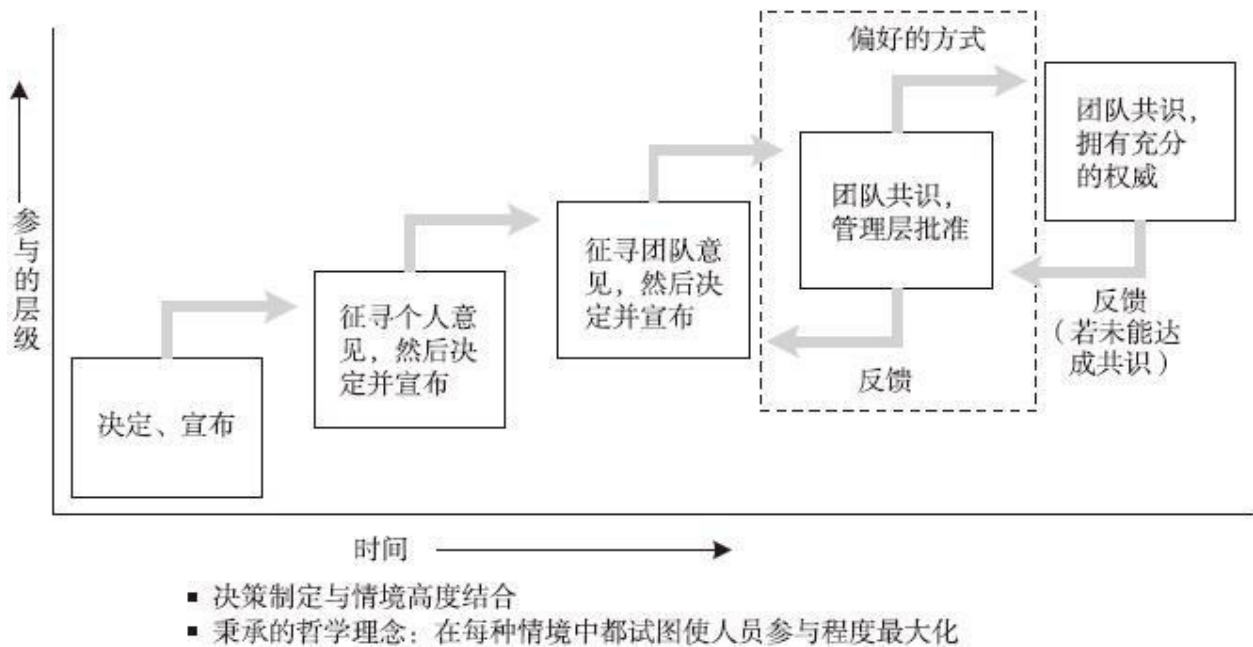 偏好的方式
团队共识，
拥有充分
的权威
团队共识，
管理层批准
征寻团队意
见，然后决
定并宣布
征寻个人意
见，然后决
定并宣布
决定、宣布
反馈
反馈
（若未能达
成共识）
参与的层级
时间
▪ 决策制定与情境高度结合
▪ 秉承的哲学理念：在每种情境中都试图使人员参与程度最大化